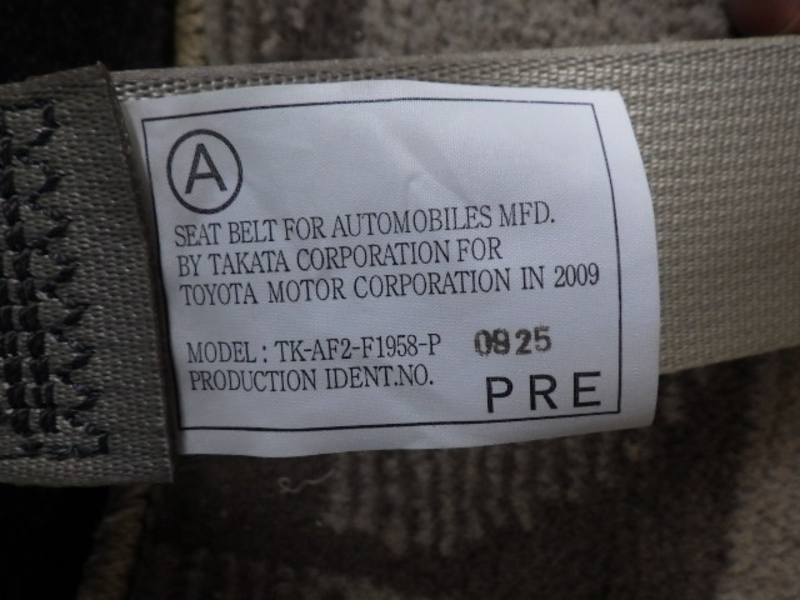 A
SEAT BELT FOR AUTOMOBILES MFD.
BY TAKATA CORPORATION FOR
TOYOTA MOTOR CORPORATION IN 2009
MODEL : TK-AF2-F1958-P 0825
PRODUCTION IDENT.NO.
PRE